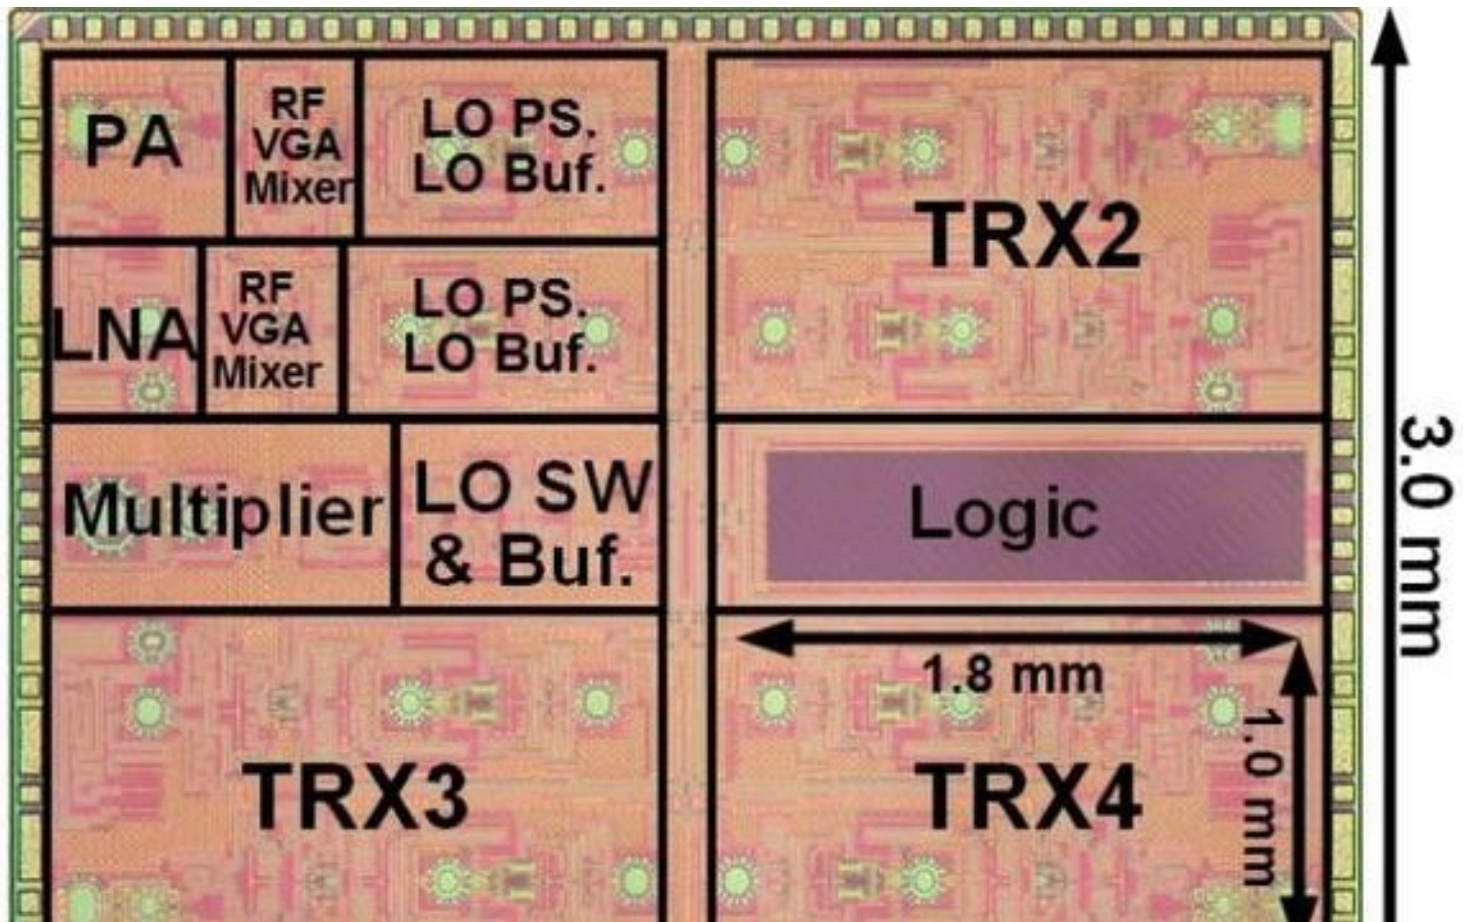 PA
RF
VGA
Mixer
LO PS.
LO Buf.
TRX2
LNA
RF
VGA
Mixer
LO PS.
LO Buf.
Multiplier
LO SW
& Buf.
Logic
3.0 mm
TRX3
1.8 mm
TRX4
1.0 mm